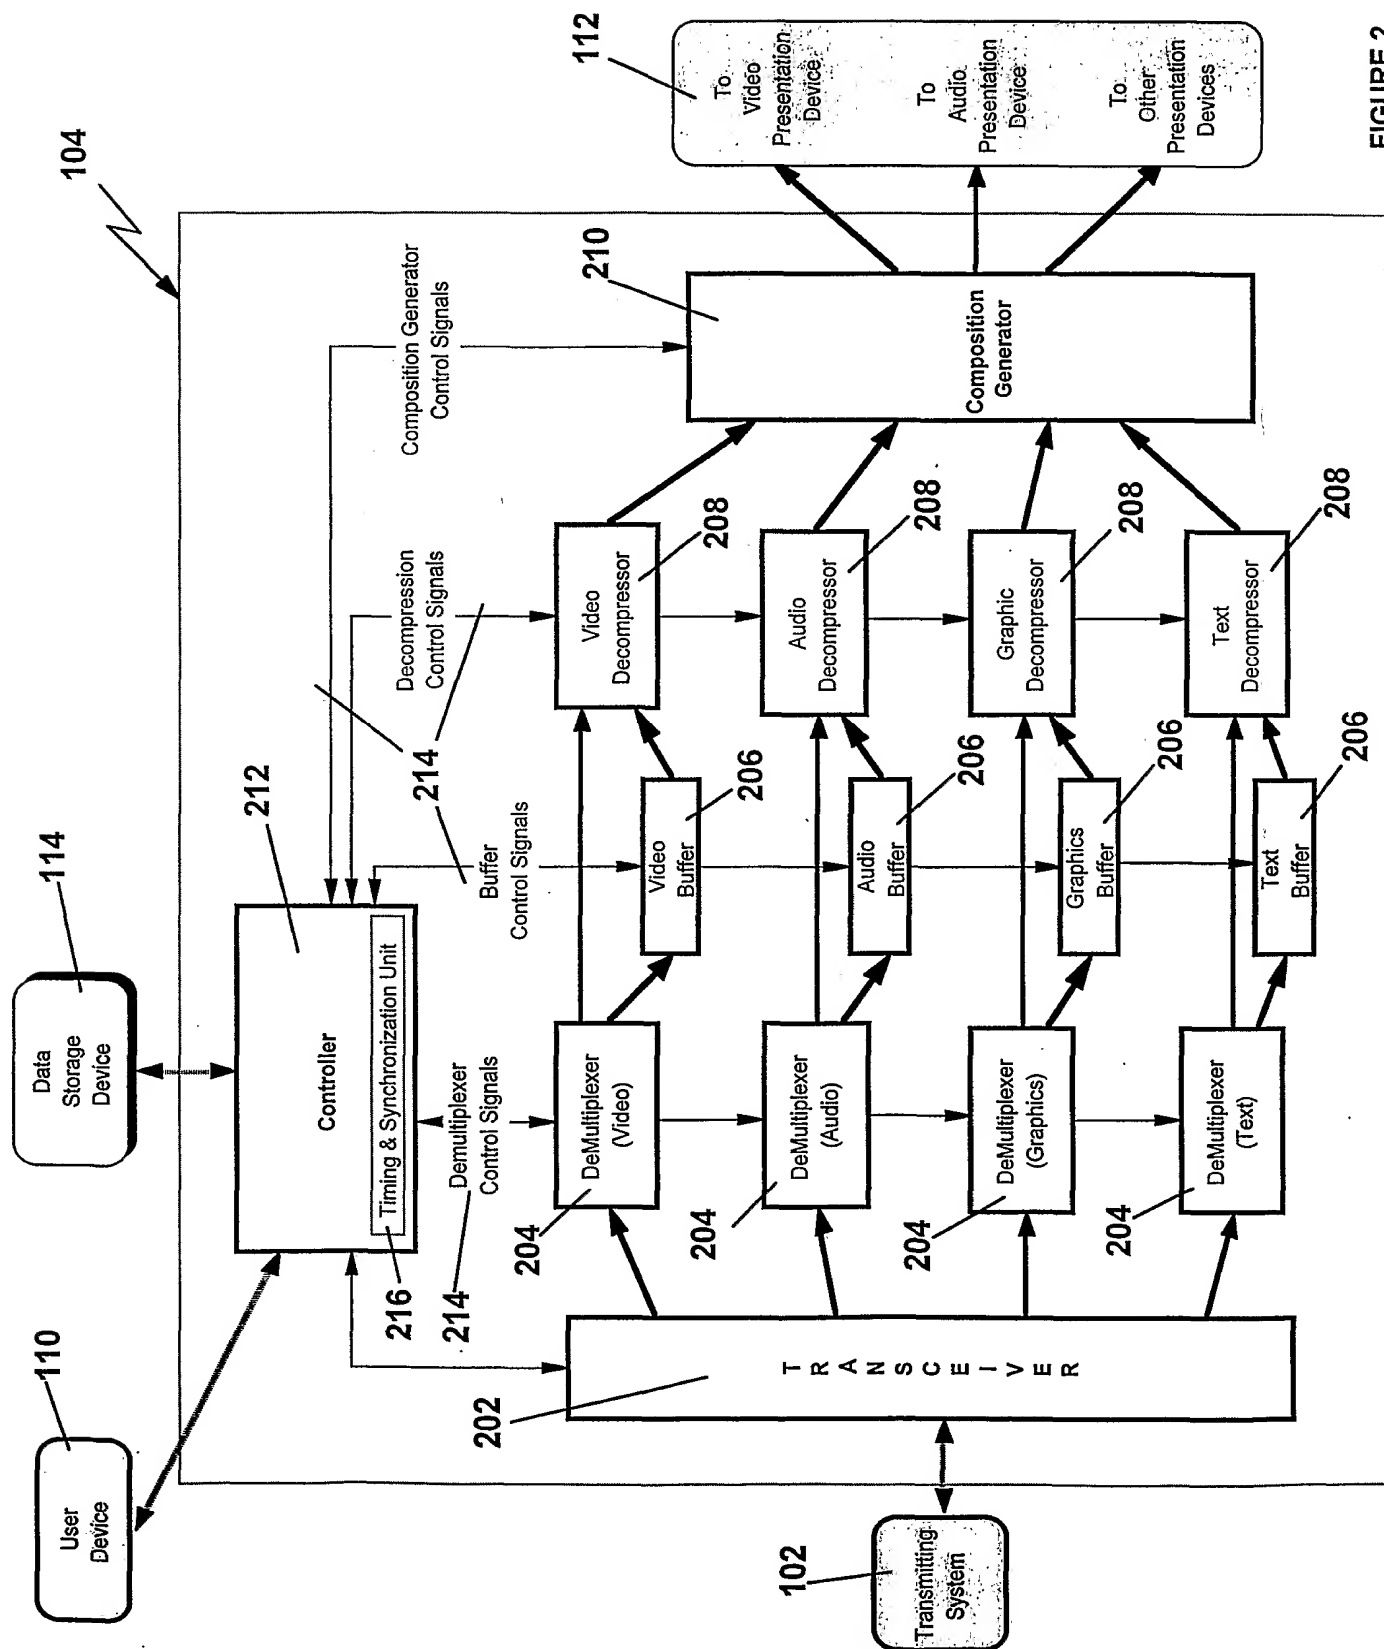 User
Device
110
Data
Storage
Device
114
104
212
Controller
Timing & Synchronization Unit
216
214
Demultiplexer
Control Signals
214
Buffer
Control Signals
Decompression
Control Signals
Composition Generator
Control Signals
Transmitting
System
102
TRANSCEIVER
202
DeMultiplexer
(Video)
204
Video
Buffer
206
Video
Decompressor
208
DeMultiplexer
(Audio)
204
Audio
Buffer
206
Audio
Decompressor
208
DeMultiplexer
(Graphics)
204
Graphics
Buffer
206
Graphic
Decompressor
208
DeMultiplexer
(Text)
204
Text
Buffer
206
Text
Decompressor
208
Composition
Generator
210
112
To
Video
Presentation
Device
To
Audio
Presentation
Device
To
Other
Presentation
Devices
FIGURE 2